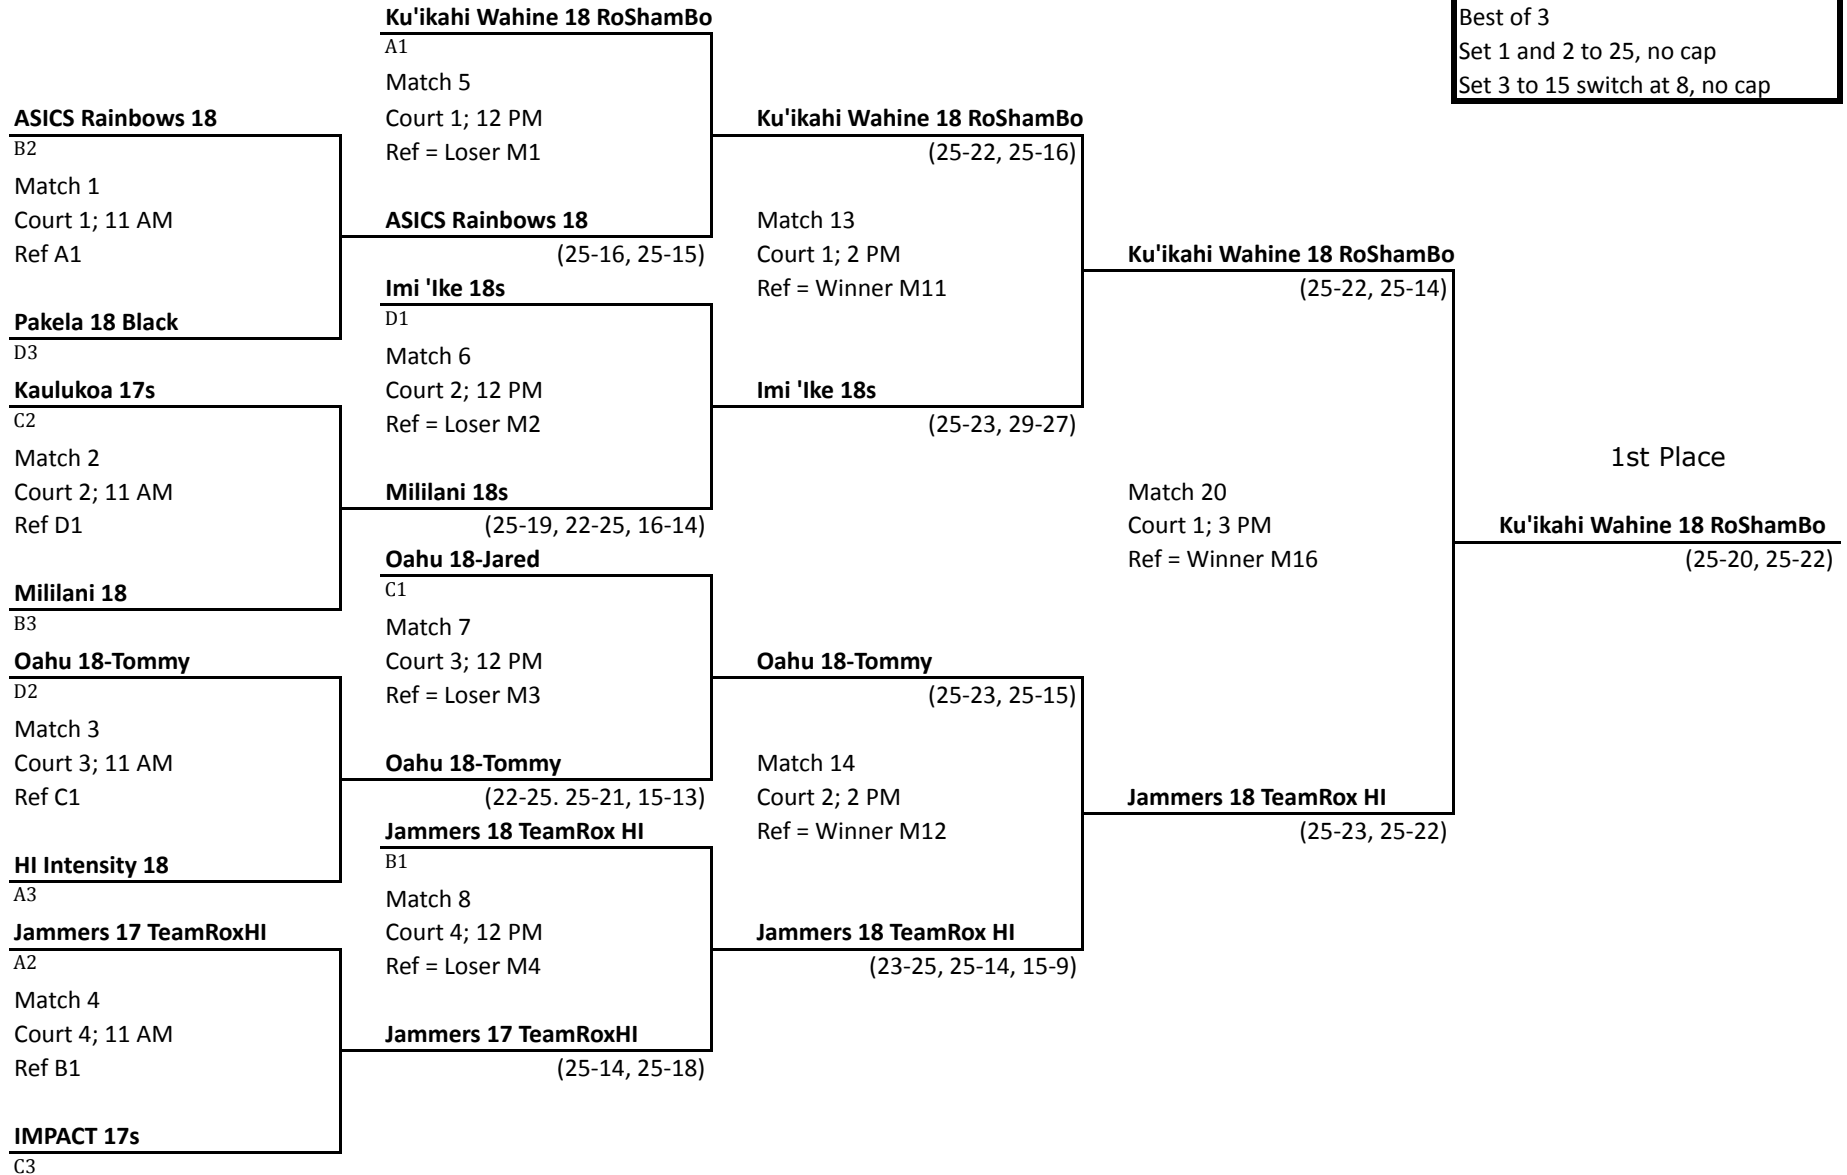 Best of 3
Set 1 and 2 to 25, no cap
Set 3 to 15 switch at 8, no cap
ASICS Rainbows 18
B2
Match 1
Court 1; 11 AM
Ref A1
Pakela 18 Black
D3
Kaulukoa 17s
C2
Match 2
Court 2; 11 AM
Ref D1
Mililani 18
B3
Oahu 18-Tommy
D2
Match 3
Court 3; 11 AM
Ref C1
HI Intensity 18
A3
Jammers 17 TeamRoxHI
A2
Match 4
Court 4; 11 AM
Ref B1
IMPACT 17s
C3
Ku'ikahi Wahine 18 RoShamBo
A1
Match 5
Court 1; 12 PM
Ref = Loser M1
ASICS Rainbows 18
(25-16, 25-15)
Imi 'Ike 18s
D1
Match 6
Court 2; 12 PM
Ref = Loser M2
Mililani 18s
(25-19, 22-25, 16-14)
Oahu 18-Jared
C1
Match 7
Court 3; 12 PM
Ref = Loser M3
Oahu 18-Tommy
(22-25. 25-21, 15-13)
Jammers 18 TeamRox HI
B1
Match 8
Court 4; 12 PM
Ref = Loser M4
Jammers 17 TeamRoxHI
(25-14, 25-18)
Ku'ikahi Wahine 18 RoShamBo
(25-22, 25-16)
Match 13
Court 1; 2 PM
Ref = Winner M11
Imi 'Ike 18s
(25-23, 29-27)
Oahu 18-Tommy
(25-23, 25-15)
Match 14
Court 2; 2 PM
Ref = Winner M12
Jammers 18 TeamRox HI
(23-25, 25-14, 15-9)
Ku'ikahi Wahine 18 RoShamBo
(25-22, 25-14)
Match 20
Court 1; 3 PM
Ref = Winner M16
Jammers 18 TeamRox HI
(25-23, 25-22)
1st Place
Ku'ikahi Wahine 18 RoShamBo
(25-20, 25-22)